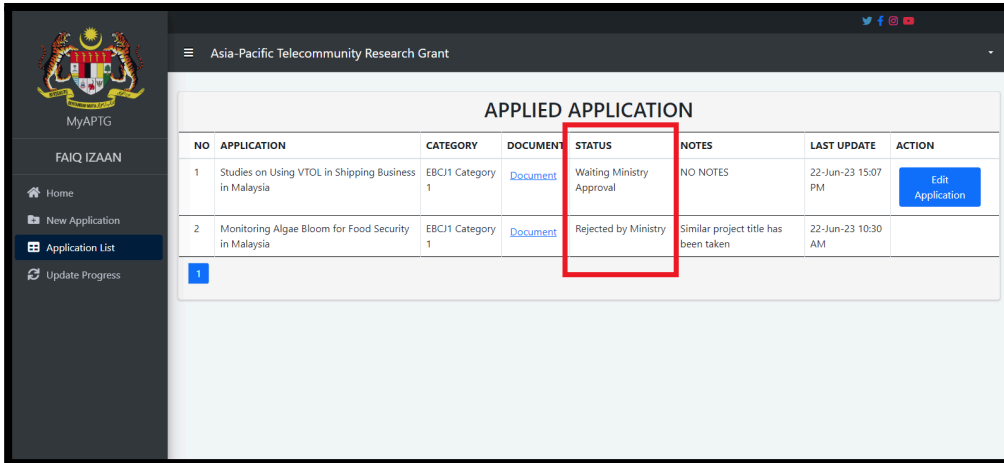 Asia-Pacific Telecommunity Research Grant
MyAPTG
FAIQ IZAAN
Home
New Application
Application List
Update Progress
APPLIED APPLICATION
NO APPLICATION CATEGORY DOCUMENT STATUS NOTES LAST UPDATE ACTION
1 Studies on Using VTOL in Shipping Business EBCJ1 Category Document Waiting Ministry NO NOTES 22-Jun-23 15:07 Edit
in Malaysia 1 Approval PM Application
2 Monitoring Algae Bloom for Food Security EBCJ1 Category Document Rejected by Ministry Similar project title has 22-Jun-23 10:30
in Malaysia 1 been taken AM
1